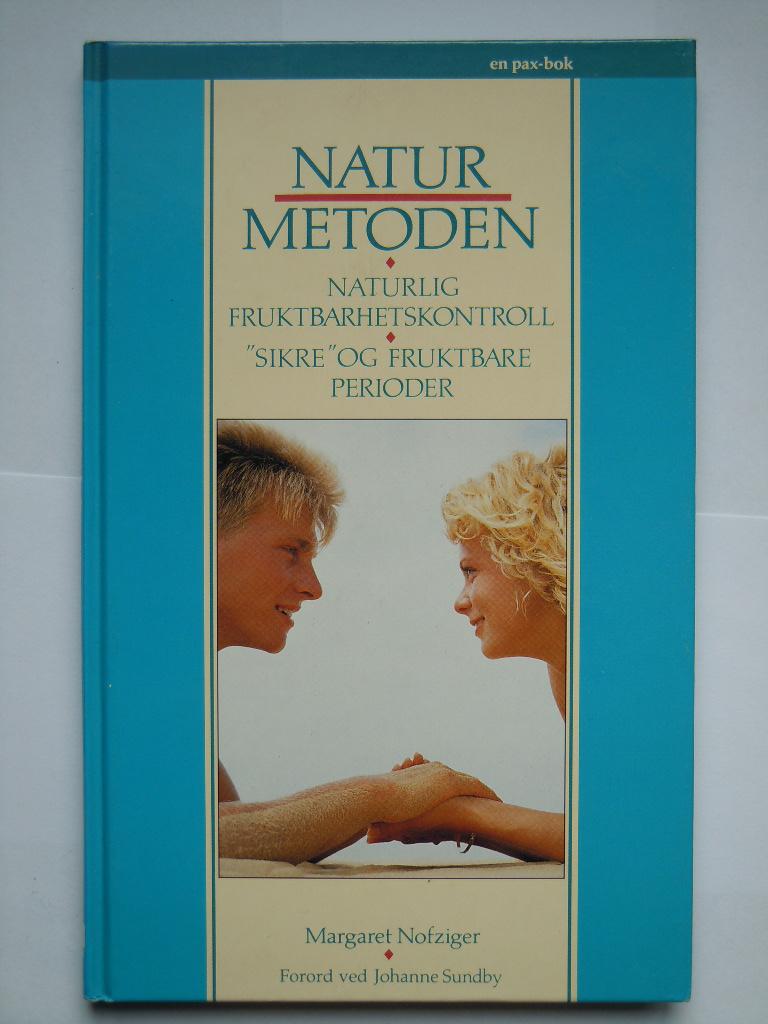 en pax-bok
NATUR
METODEN
NATURLIG
FRUKTBARHETSKONTROLL
"SIKRE" OG FRUKTBARE
PERIODER
Margaret Nofziger
Forord ved Johanne Sundby